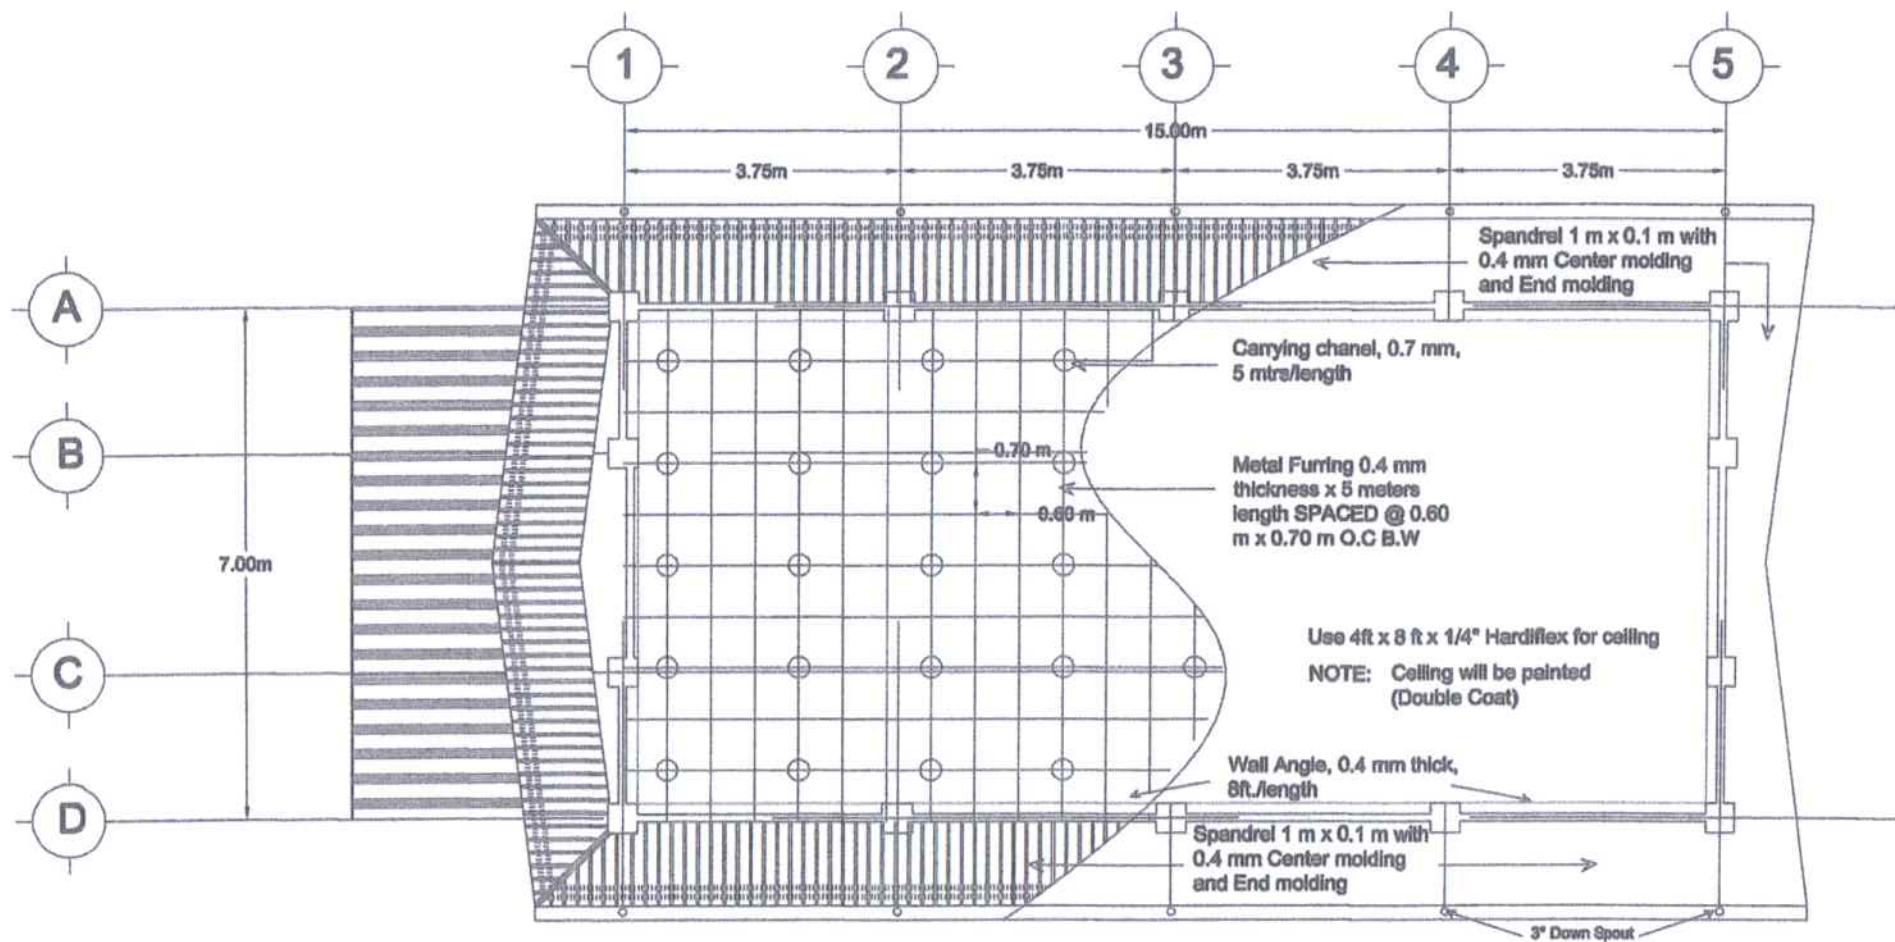 1
2
3
4
5
15.00m
3.75m
3.75m
3.75m
3.75m
Spandrel 1 m x 0.1 m with
0.4 mm Center molding
and End molding
A
Carrying chanel, 0.7 mm,
5 mtrs/length
B
0.70 m
Metal Furring 0.4 mm
thickness x 5 meters
length SPACED @ 0.60
m x 0.70 m O.C B.W
0.60 m
7.00m
Use 4ft x 8 ft x 1/4" Hardiflex for ceiling
NOTE: Ceiling will be painted
(Double Coat)
C
Wall Angle, 0.4 mm thick,
8ft./length
D
Spandrel 1 m x 0.1 m with
0.4 mm Center molding
and End molding
3" Down Spout